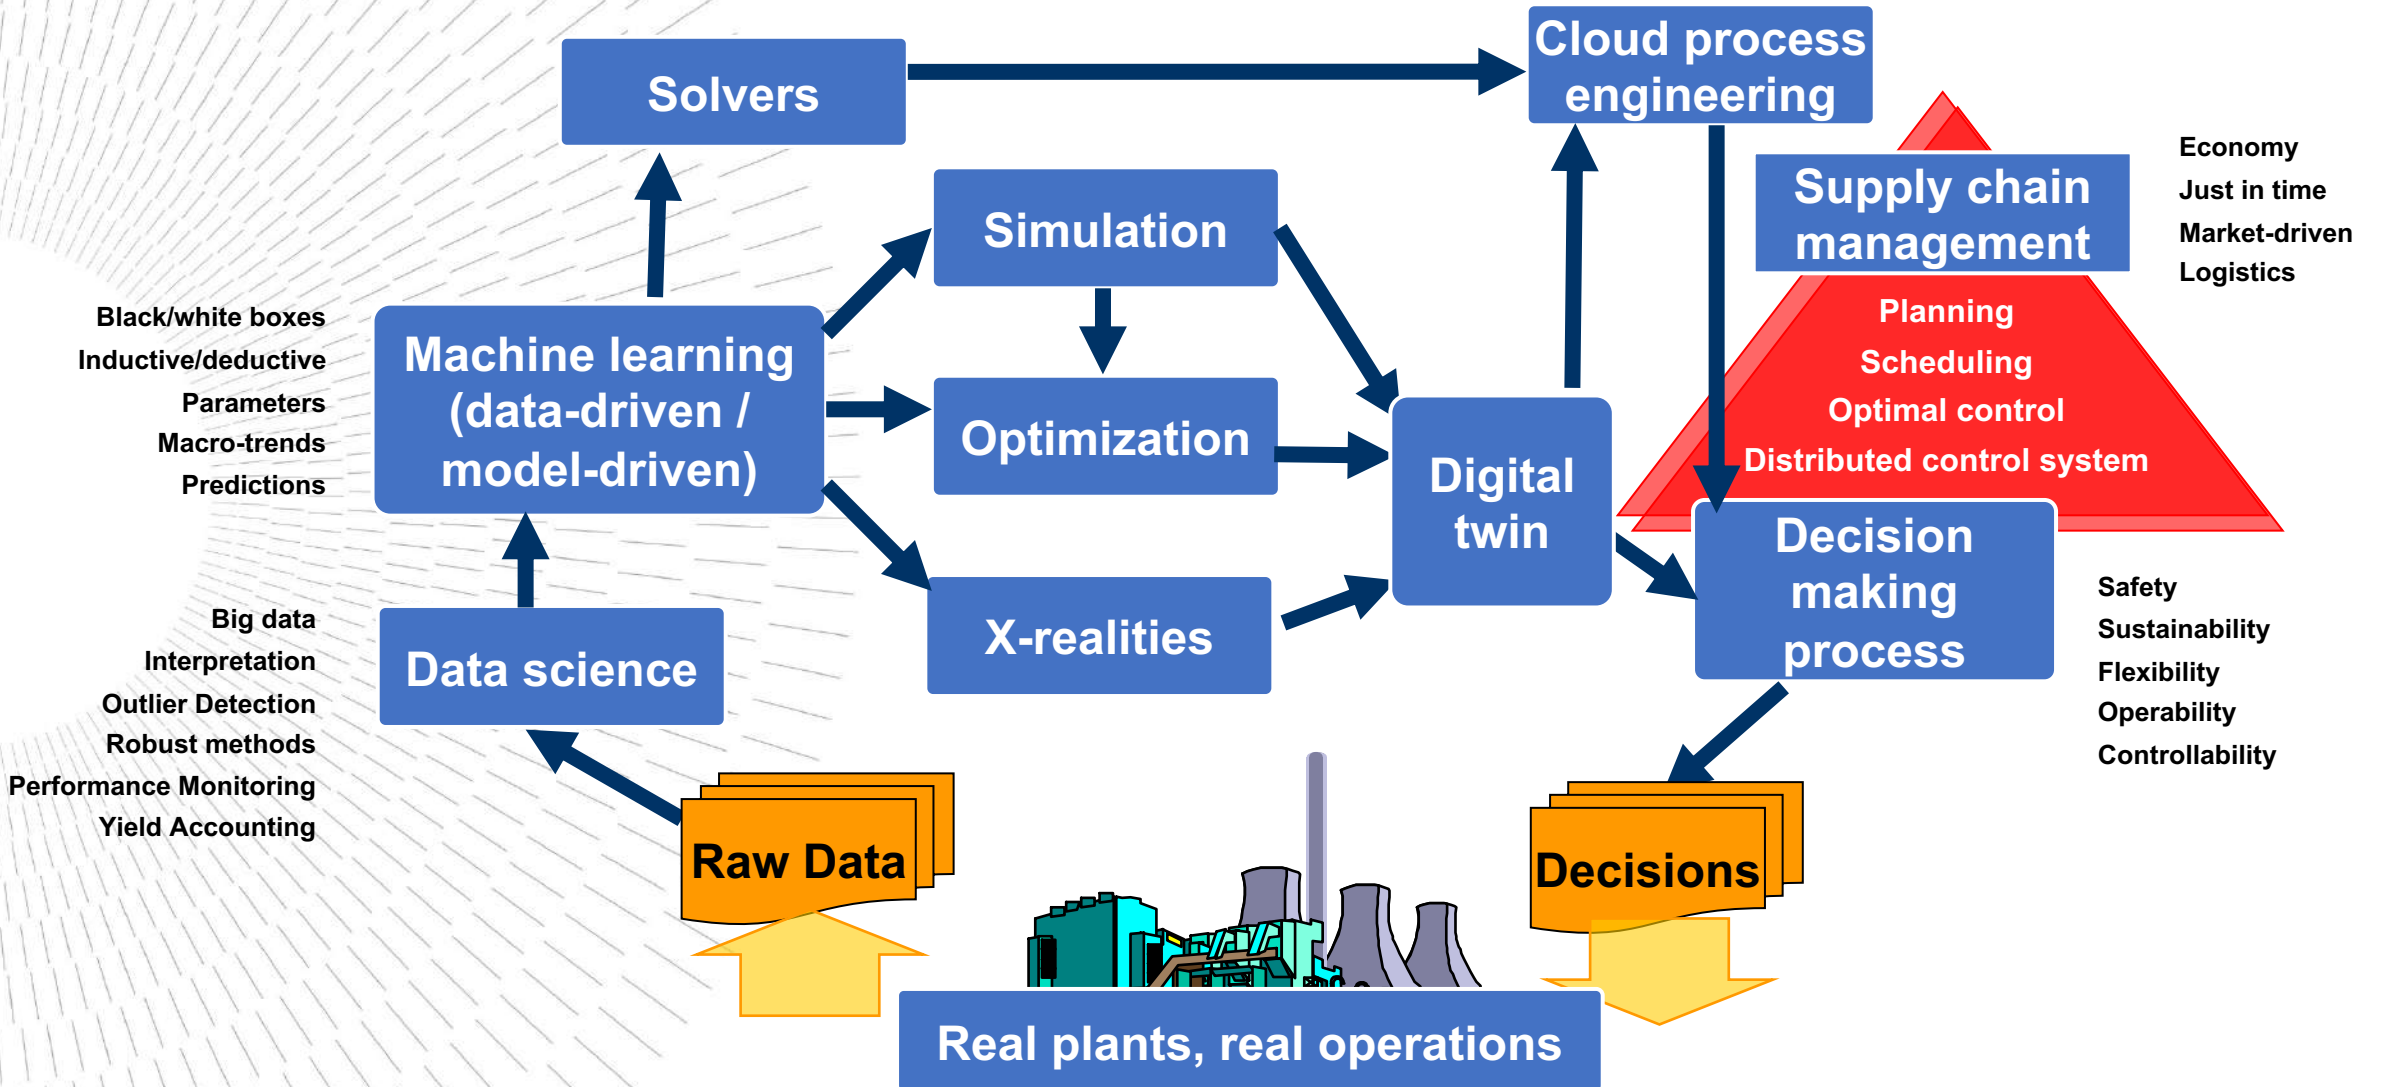 Solvers
Cloud process
engineering
Supply chain
management
Economy
Just in time
Market-driven
Logistics
Simulation
Black/white boxes
Inductive/deductive
Parameters
Macro-trends
Predictions
Machine learning
(data-driven /
model-driven)
Optimization
Planning
Scheduling
Optimal control
Distributed control system
Digital
twin
Decision
making
process
Safety
Sustainability
Flexibility
Operability
Controllability
X-realities
Big data
Interpretation
Outlier Detection
Robust methods
Performance Monitoring
Yield Accounting
Data science
Raw Data
Decisions
Real plants, real operations